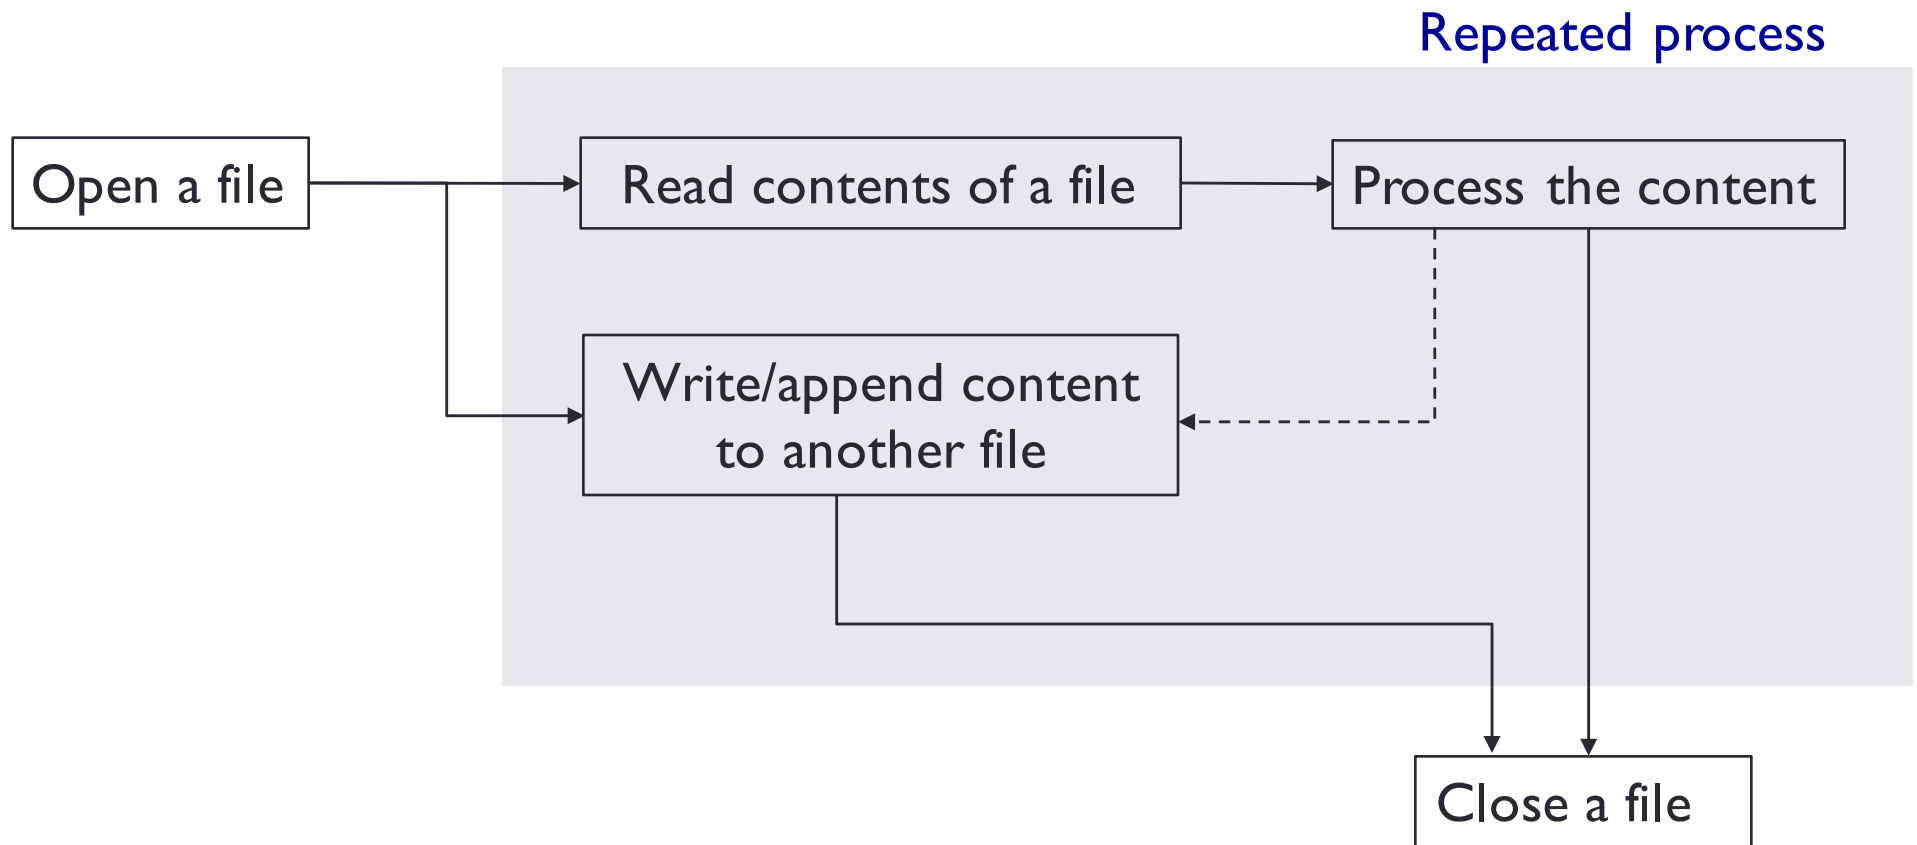 Repeated process
Open a file
Read contents of a file
Process the content
Write/append content
to another file
Close a file